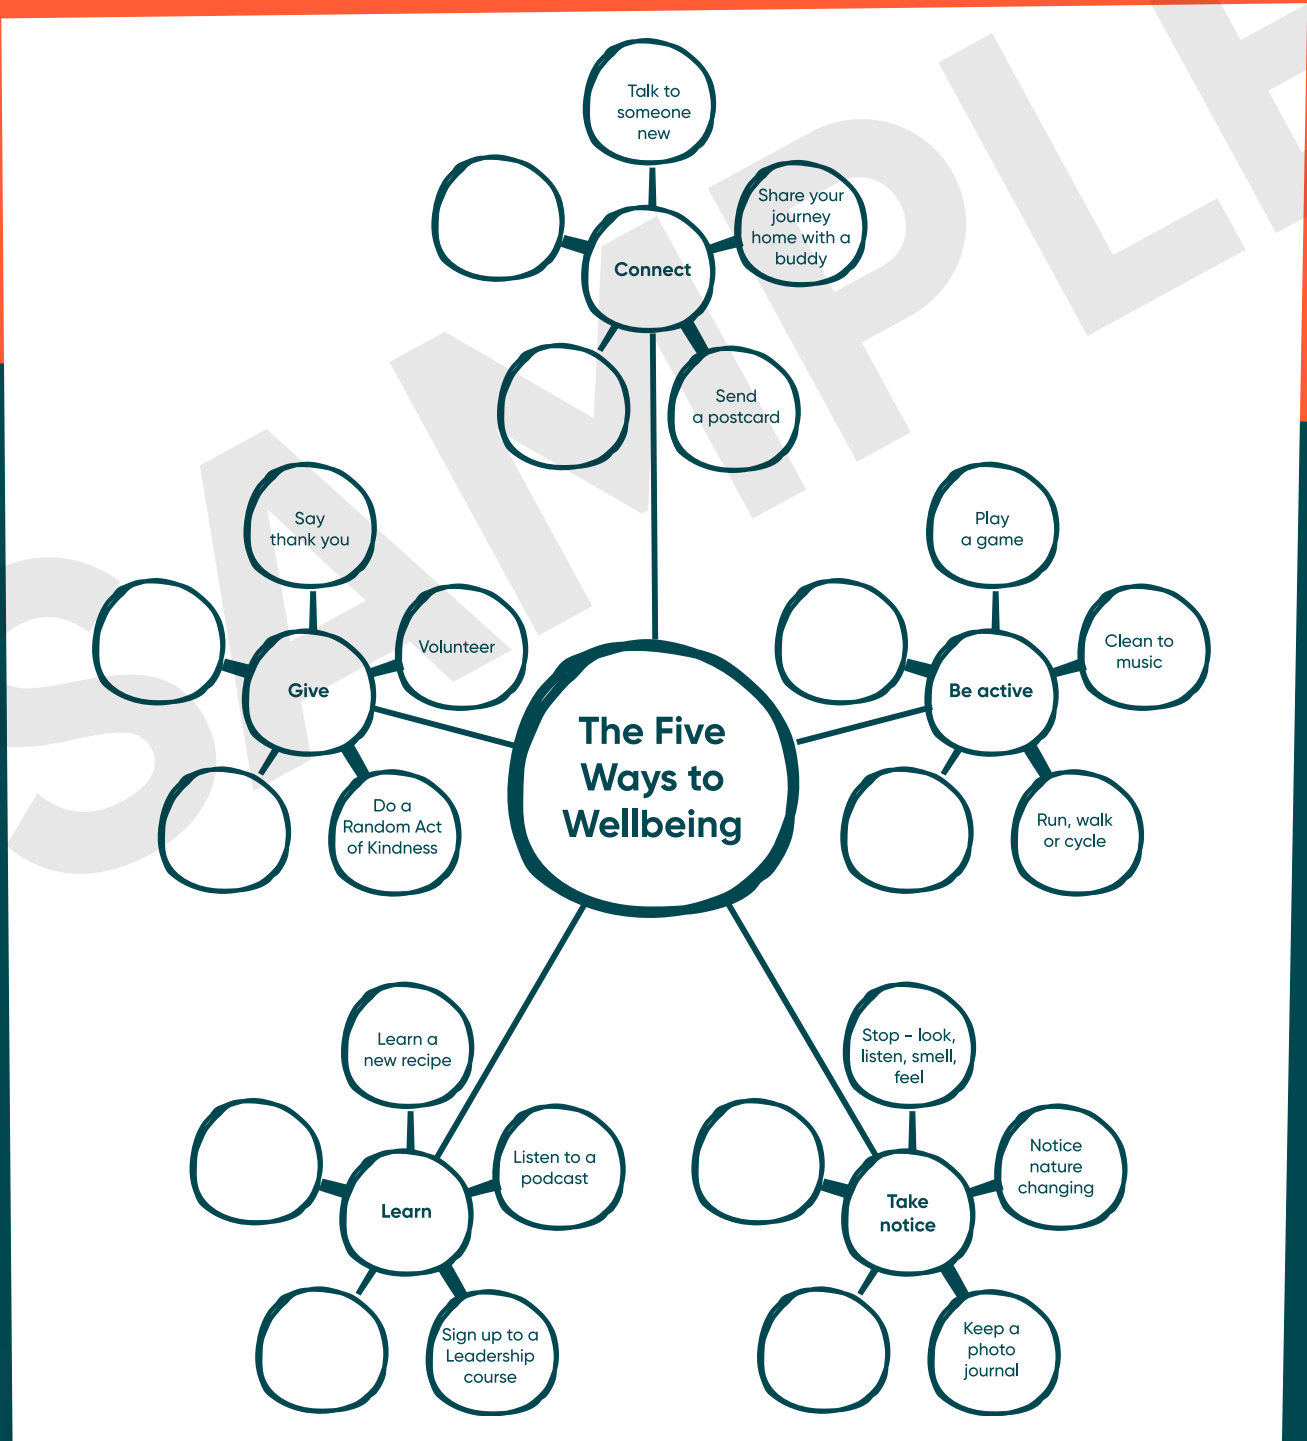 SAMPLE
Talk to
someone
new
Share your
journey
home with a
buddy
Connect
Send
a postcard
Say
thank you
Volunteer
Give
Do a
Random Act
of Kindness
Play
a game
Clean to
music
Be active
Run, walk
or cycle
The Five
Ways to
Wellbeing
Learn a
new recipe
Listen to a
podcast
Learn
Sign up to a
Leadership
course
Stop - look,
listen, smell,
feel
Notice
nature
changing
Take
notice
Keep a
photo
journal